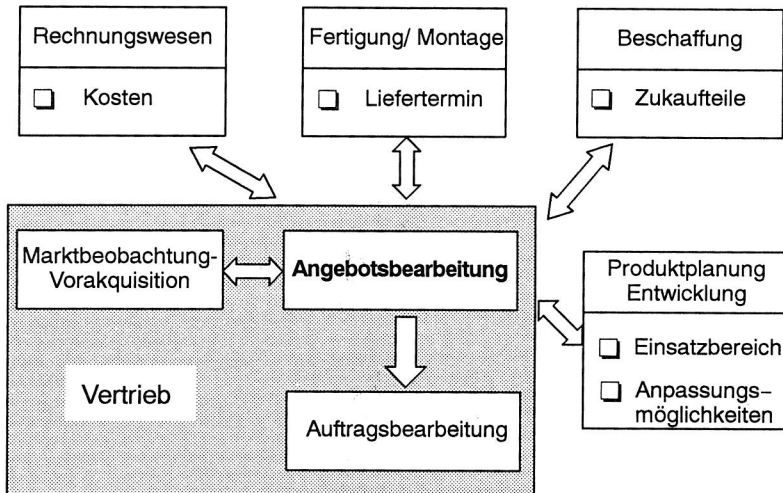 Rechnungswesen
Kosten
Fertigung/ Montage
Liefertermin
Beschaffung
Zukaufteile
Marktbeobachtung-
Vorakquisition
Angebotsbearbeitung
Produktplanung
Entwicklung
Einsatzbereich
Anpassungs-
möglichkeiten
Vertrieb
Auftragsbearbeitung